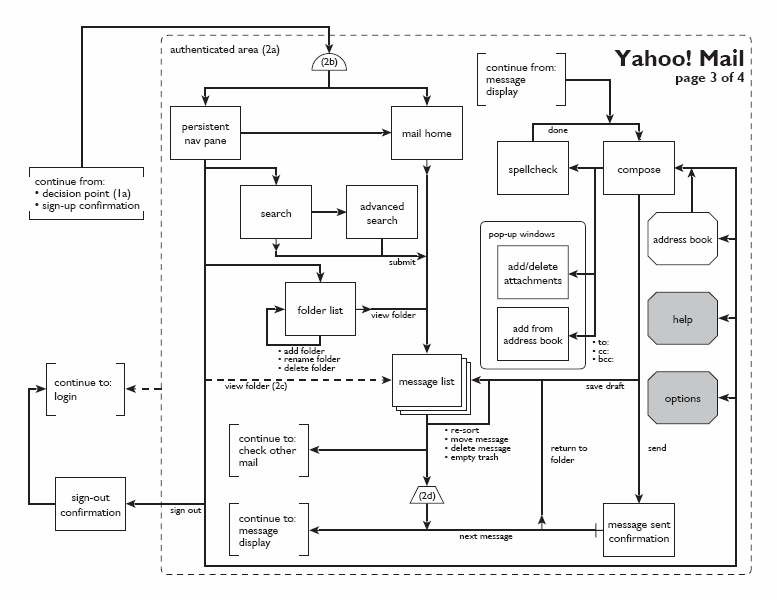 authenticated area (2a)
Yahoo! Mail
page 3 of 4
(2b)
continue from:
message
display
persistent
nav pane
mail home
done
spellcheck
compose
continue from:
• decision point (1a)
• sign-up confirmation
search
advanced
search
submit
address book
pop-up windows
add/delete
attachments
folder list
view folder
add from
address book
help
• to:
• cc:
• bcc:
• add folder
• rename folder
• delete folder
continue to:
login
view folder (2c)
message list
save draft
options
• re-sort
• move message
• delete message
• empty trash
continue to:
check other
mail
return to
folder
send
(2d)
sign-out
confirmation
sign out
continue to:
message
display
next message
message sent
confirmation